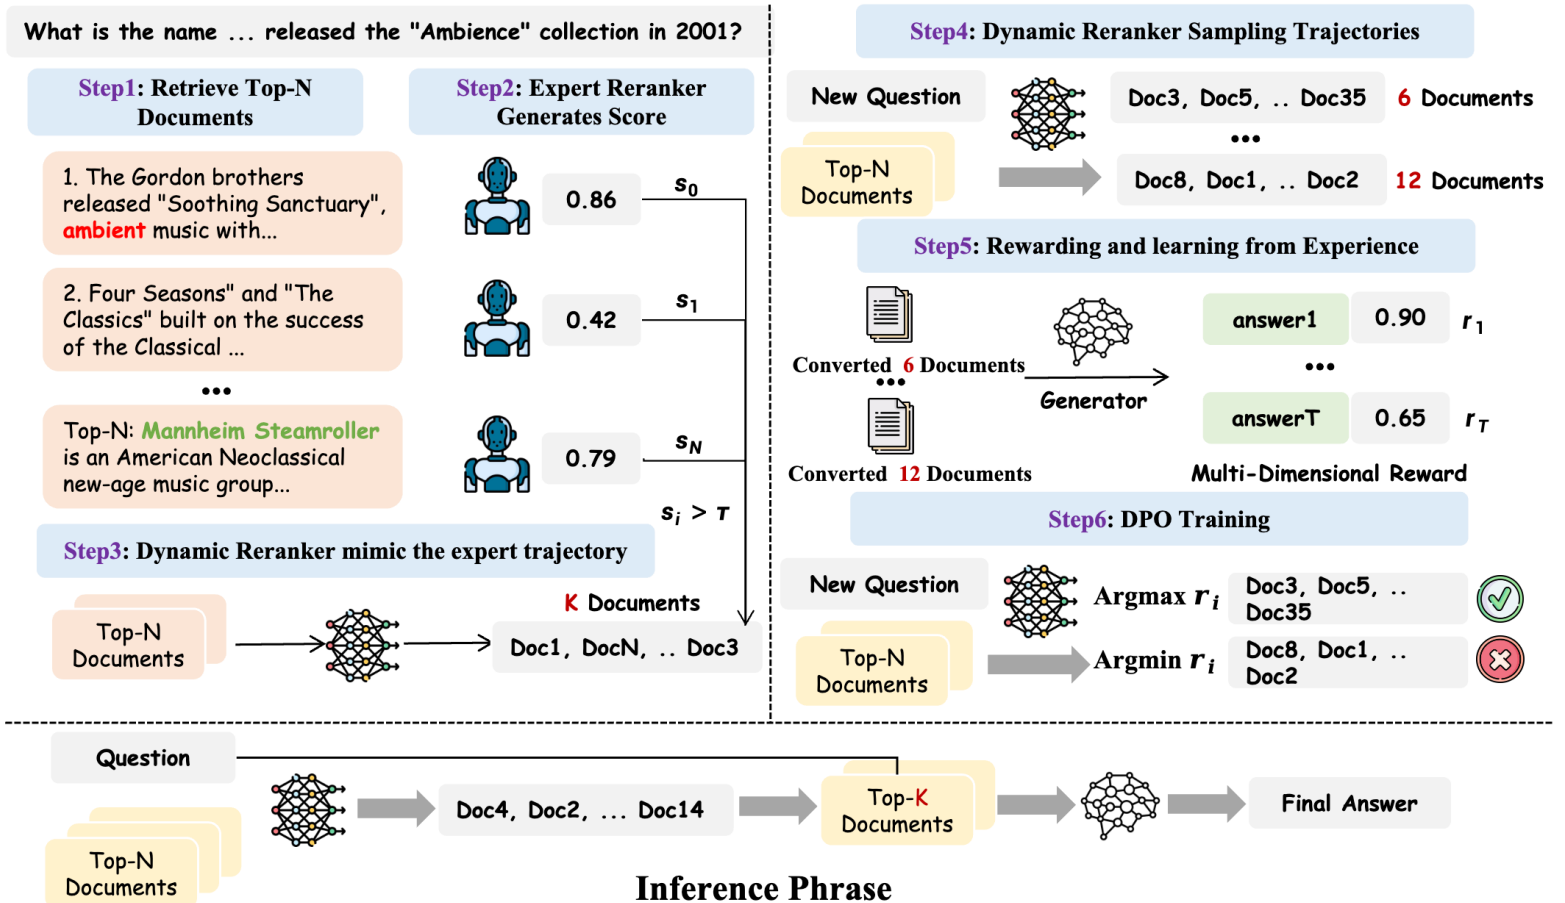 What is the name ... released the "Ambience" collection in 2001?
Step1: Retrieve Top-N
Documents
Step2: Expert Reranker
Generates Score
1. The Gordon brothers
released "Soothing Sanctuary",
ambient music with...
0.86
s0
2. Four Seasons" and "The
Classics" built on the success
of the Classical ...
0.42
s1
...
Top-N: Mannheim Steamroller
is an American Neoclassical
new-age music group...
0.79
sN
si > τ
Step3: Dynamic Reranker mimic the expert trajectory
K Documents
Top-N
Documents
Doc1, DocN, .. Doc3
Step4: Dynamic Reranker Sampling Trajectories
New Question
Doc3, Doc5, .. Doc35
6 Documents
...
Top-N
Documents
Doc8, Doc1, .. Doc2
12 Documents
Step5: Rewarding and learning from Experience
Converted 6 Documents
...
Converted 12 Documents
Generator
answer1
0.90
r1
...
answerT
0.65
rT
Multi-Dimensional Reward
Step6: DPO Training
New Question
Top-N
Documents
Argmax ri
Doc3, Doc5, ..
Doc35
Argmin ri
Doc8, Doc1, ..
Doc2
Question
Top-N
Documents
Doc4, Doc2, ... Doc14
Top-K
Documents
Final Answer
Inference Phrase